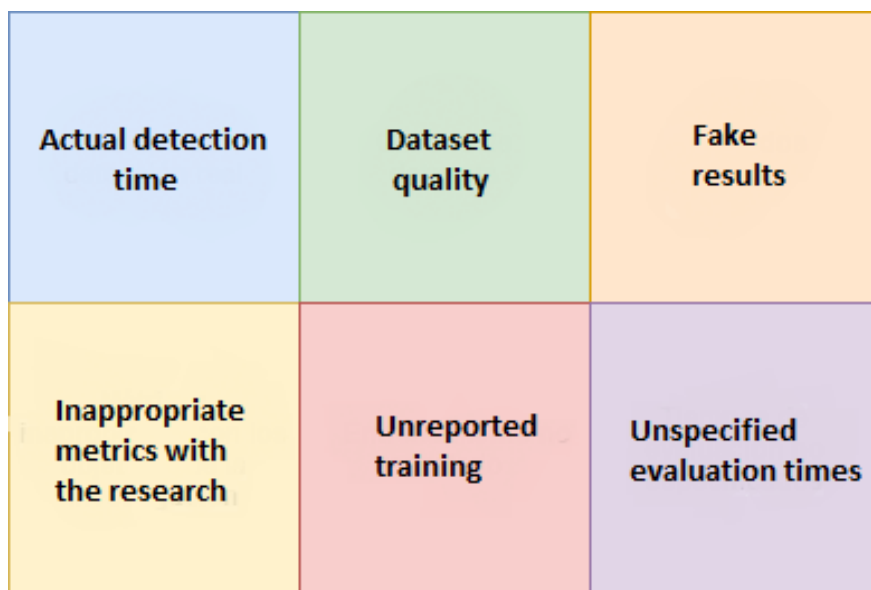 Actual detection
time
Dataset
quality
Fake
results
Inappropriate
metrics with
the research
Unreported
training
Unspecified
evaluation times